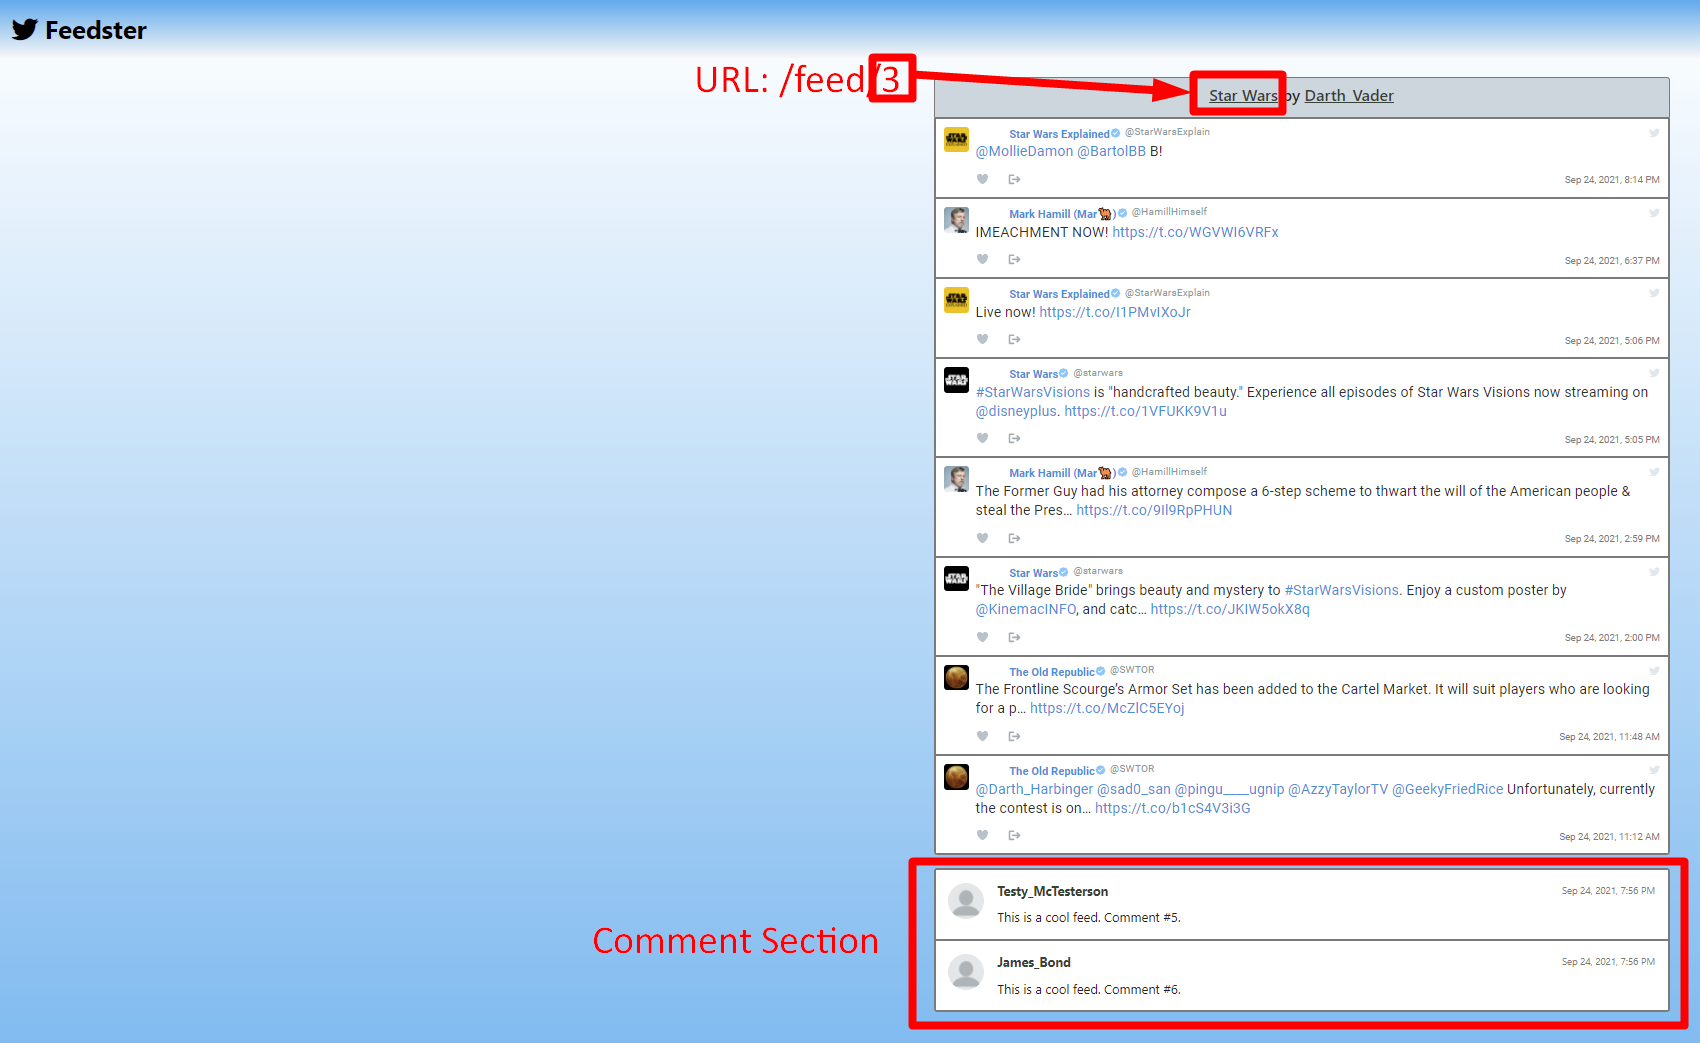 Feedster
URL: /feed/3
Star Wars by Darth_Vader
Star Wars Explained @StarWarsExplain
@MollieDamon @BartolBB B!
Sep 24, 2021, 8:14 PM
Mark Hamill (Mar🐫) @HamillHimself
IMEACHMENT NOW! https://t.co/WGVWI6VRFx
Sep 24, 2021, 6:37 PM
Star Wars Explained @StarWarsExplain
Live now! https://t.co/I1PMvIXoJr
Sep 24, 2021, 5:06 PM
Star Wars @starwars
#StarWarsVisions is "handcrafted beauty." Experience all episodes of Star Wars Visions now streaming on
@disneyplus. https://t.co/1VFUKK9V1u
Sep 24, 2021, 5:05 PM
Mark Hamill (Mar🐫) @HamillHimself
The Former Guy had his attorney compose a 6-step scheme to thwart the will of the American people &
steal the Pres… https://t.co/9Il9RpPHUN
Sep 24, 2021, 2:59 PM
Star Wars @starwars
"The Village Bride" brings beauty and mystery to #StarWarsVisions. Enjoy a custom poster by
@KinemacINFO, and catc… https://t.co/JKIW5okX8q
Sep 24, 2021, 2:00 PM
The Old Republic @SWTOR
The Frontline Scourge’s Armor Set has been added to the Cartel Market. It will suit players who are looking
for a p… https://t.co/McZlC5EYoj
Sep 24, 2021, 11:48 AM
The Old Republic @SWTOR
@Darth_Harbinger @sad0_san @pingu____ugnip @AzzyTaylorTV @GeekyFriedRice Unfortunately, currently
the contest is on… https://t.co/b1cS4V3i3G
Sep 24, 2021, 11:12 AM
Comment Section
Testy_McTesterson
Sep 24, 2021, 7:56 PM
This is a cool feed. Comment #5.
James_Bond
Sep 24, 2021, 7:56 PM
This is a cool feed. Comment #6.